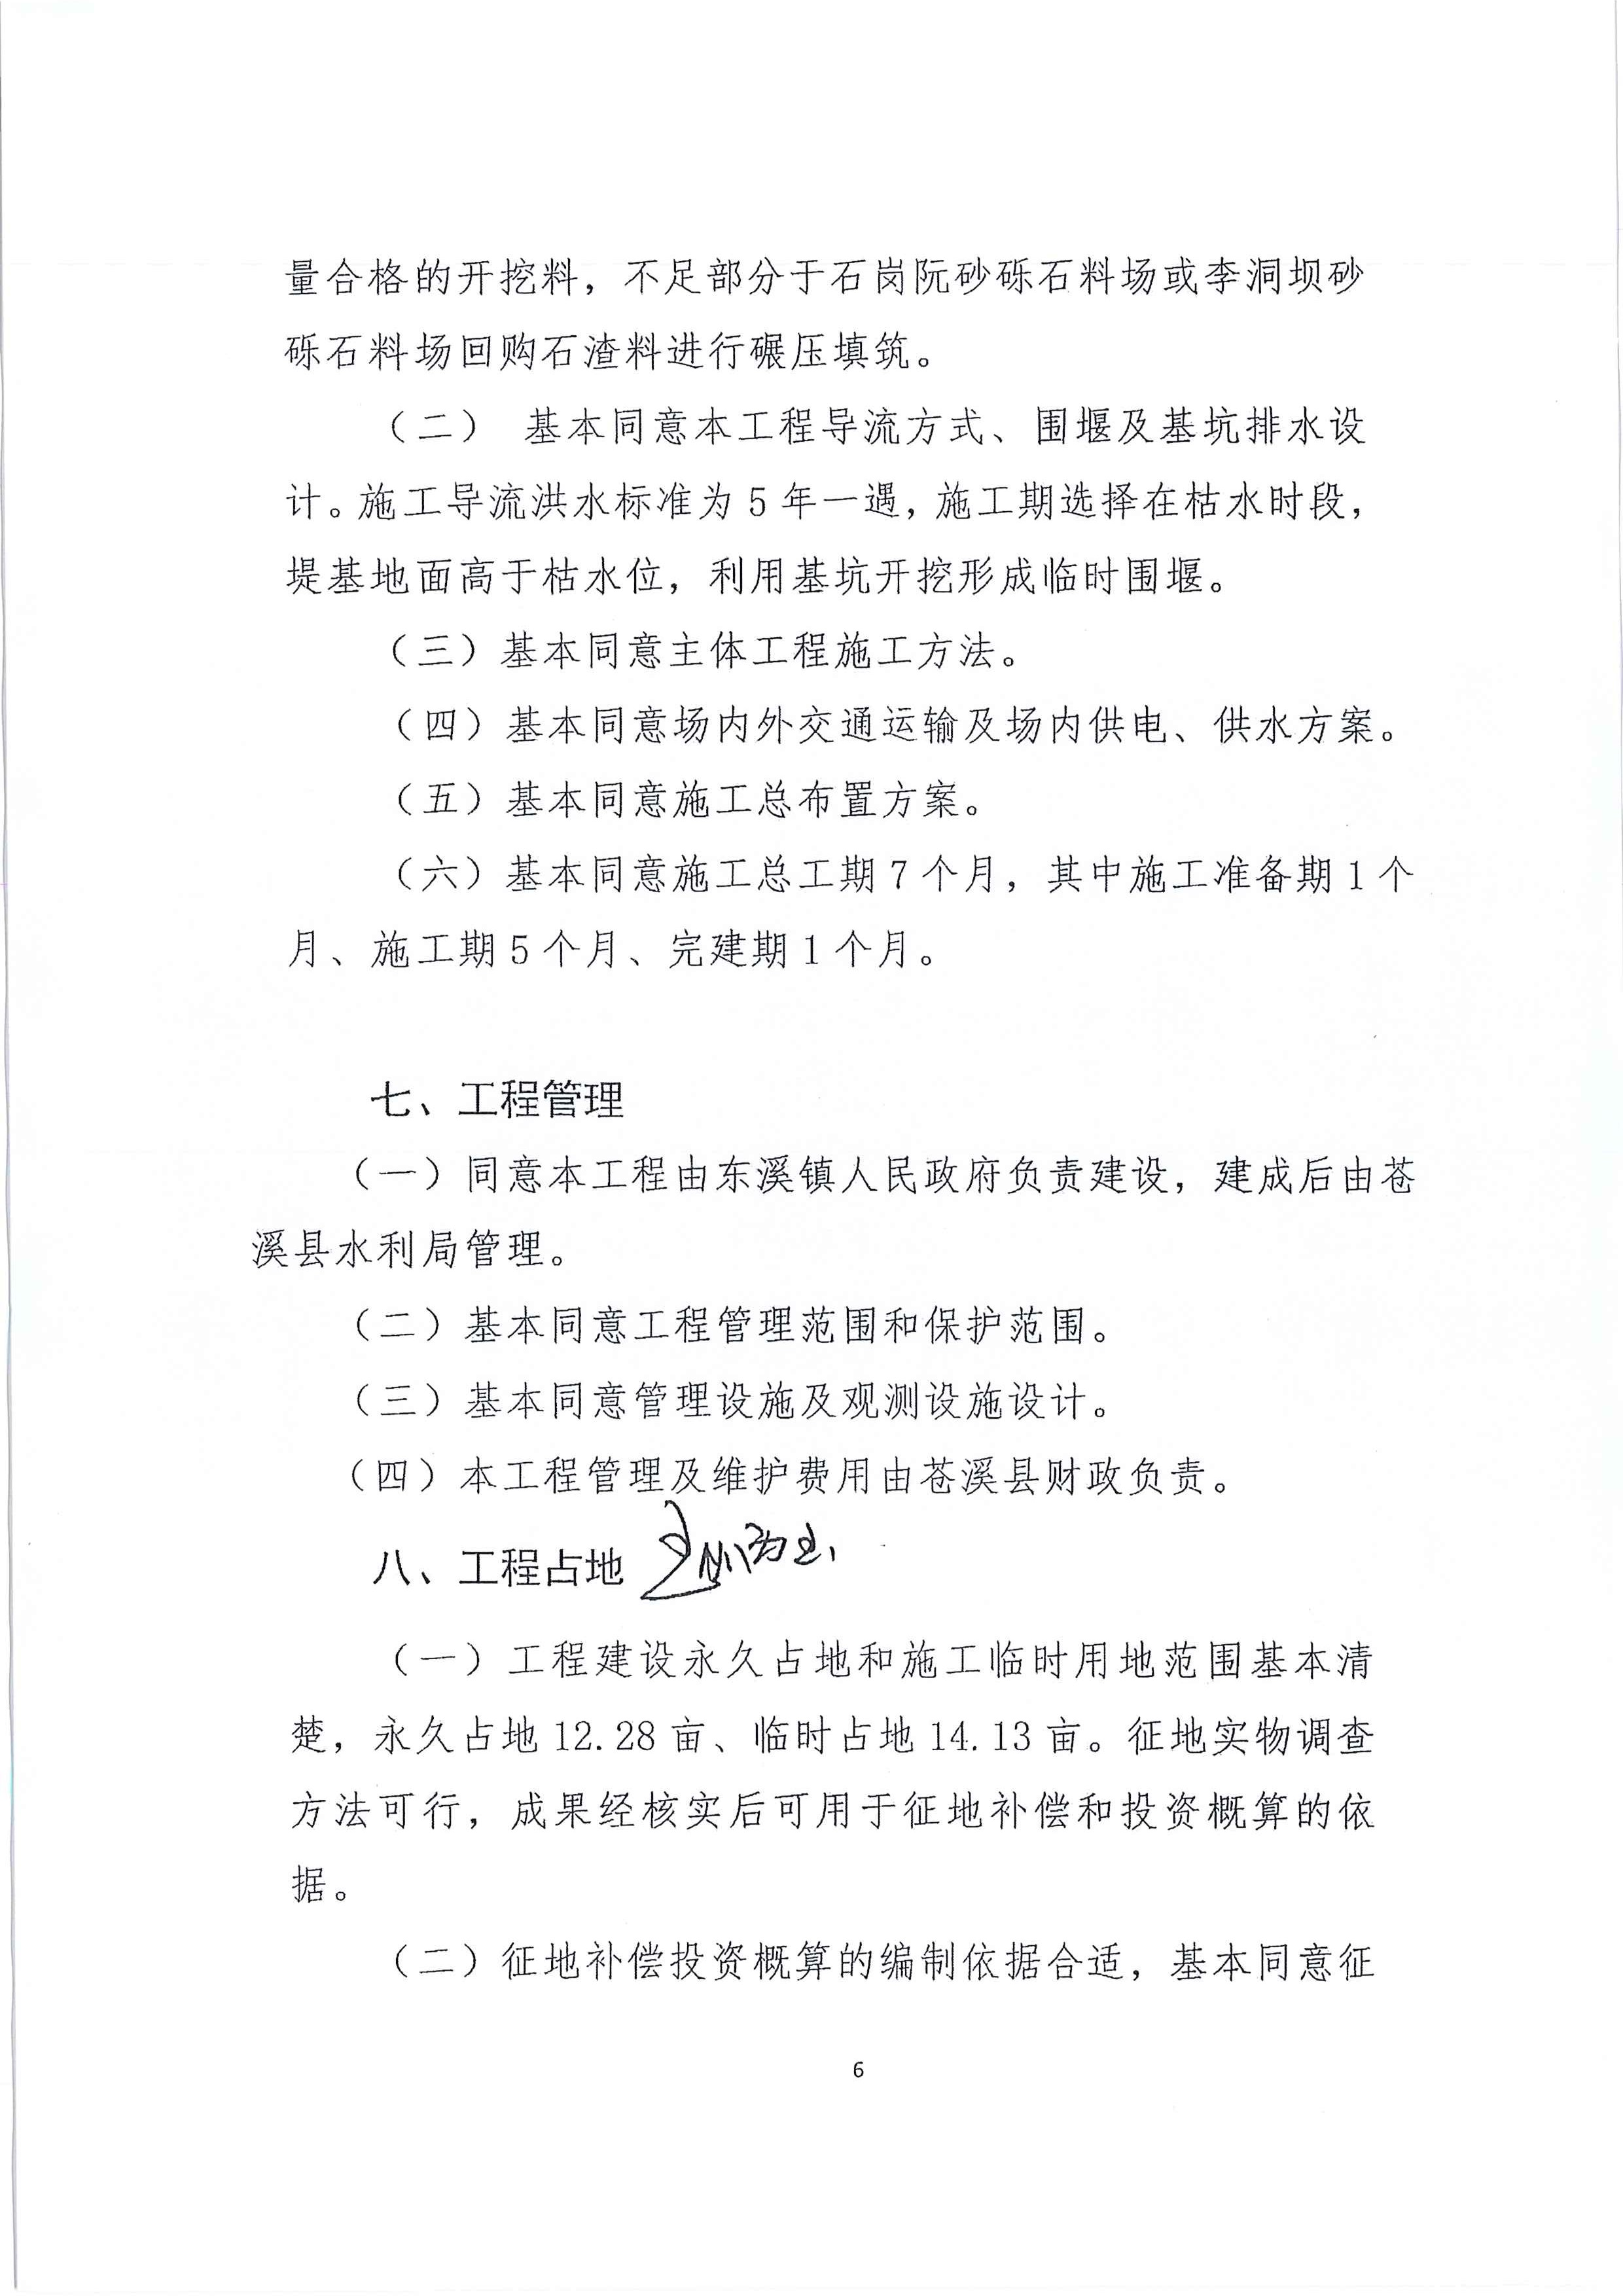 量合格的开挖料，不足部分于石岗阮砂砾石料场或李洞坝砂
砾石料场回购石渣料进行碾压填筑。
（二） 基本同意本工程导流方式、围堰及基坑排水设
计。施工导流洪水标准为 5 年一遇，施工期选择在枯水时段，
堤基地面高于枯水位，利用基坑开挖形成临时围堰。
（三）基本同意主体工程施工方法。
（四）基本同意场内外交通运输及场内供电、供水方案。
（五）基本同意施工总布置方案。
（六）基本同意施工总工期 7 个月，其中施工准备期 1 个
月、施工期 5 个月、完建期 1 个月。
七、工程管理
（一）同意本工程由东溪镇人民政府负责建设，建成后由苍
溪县水利局管理。
（二）基本同意工程管理范围和保护范围。
（三）基本同意管理设施及观测设施设计。
（四）本工程管理及维护费用由苍溪县财政负责。
八、工程占地
（一）工程建设永久占地和施工临时用地范围基本清
楚，永久占地 12.28 亩、临时占地 14.13 亩。征地实物调查
方法可行，成果经核实后可用于征地补偿和投资概算的依
据。
（二）征地补偿投资概算的编制依据合适，基本同意征
6